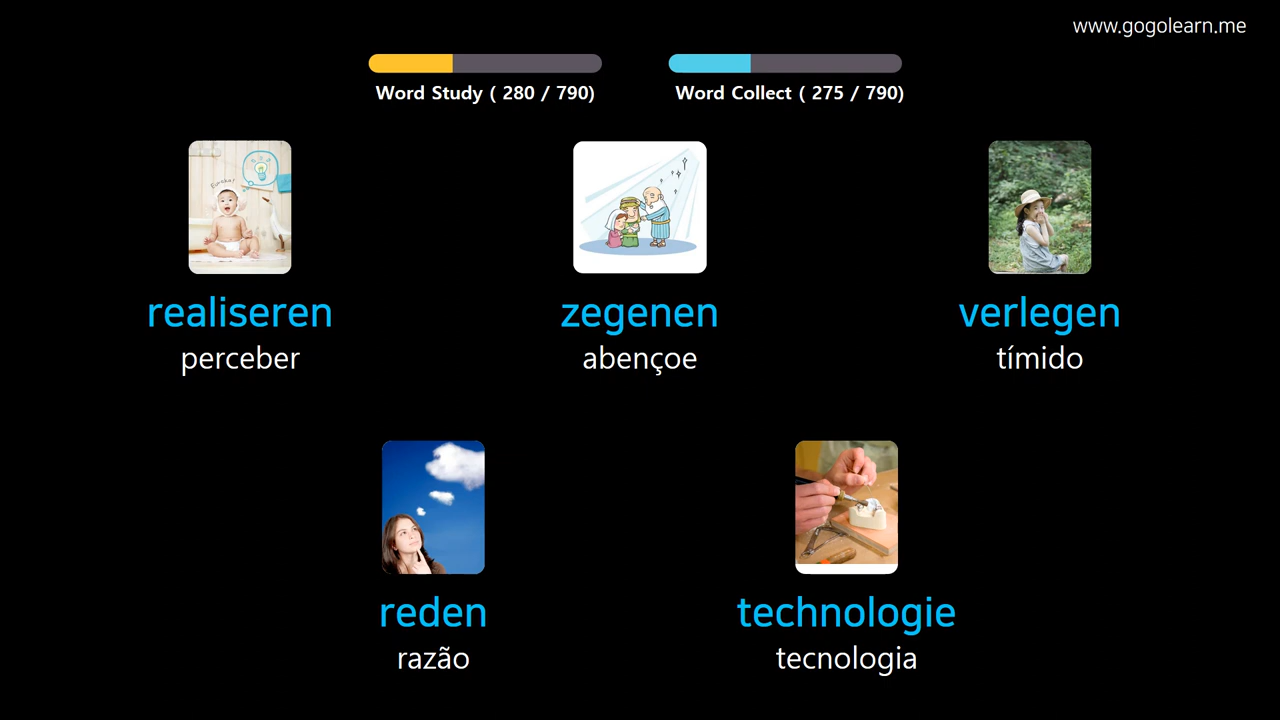 www.gogolearn.me
Word Study ( 280 / 790)
Word Collect ( 275 / 790)
Eureka!
realiseren
perceber
zegenen
abençoe
verlegen
tímido
reden
razão
technologie
tecnologia